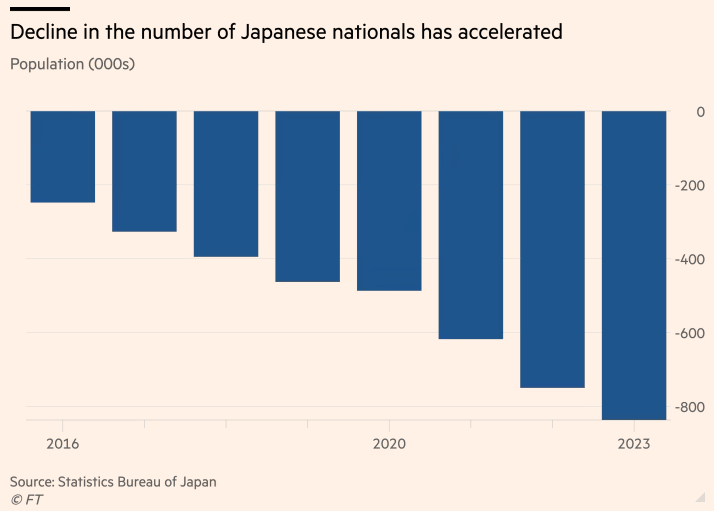 Decline in the number of Japanese nationals has accelerated
Population (000s)
0
-200
-400
-600
-800
2016 2020 2023
Source: Statistics Bureau of Japan
© FT